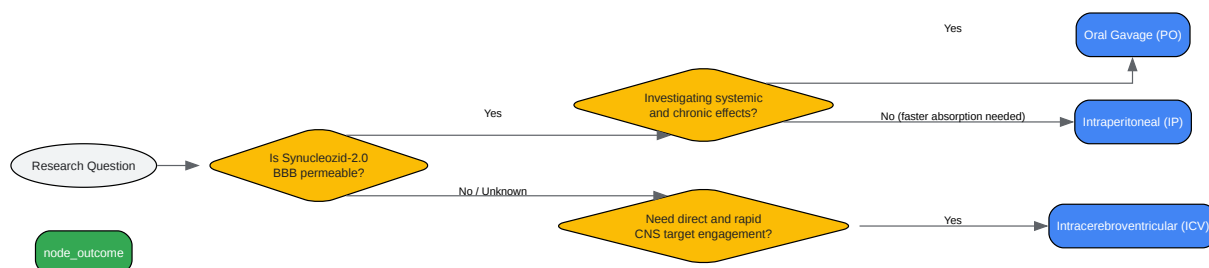 Research Question
Is Synucleozid-2.0
BBB permeable?
Yes
Investigating systemic
and chronic effects?
Yes
Oral Gavage (PO)
No (faster absorption needed)
Intraperitoneal (IP)
No / Unknown
Need direct and rapid
CNS target engagement?
Yes
Intracerebroventricular (ICV)
node_outcome